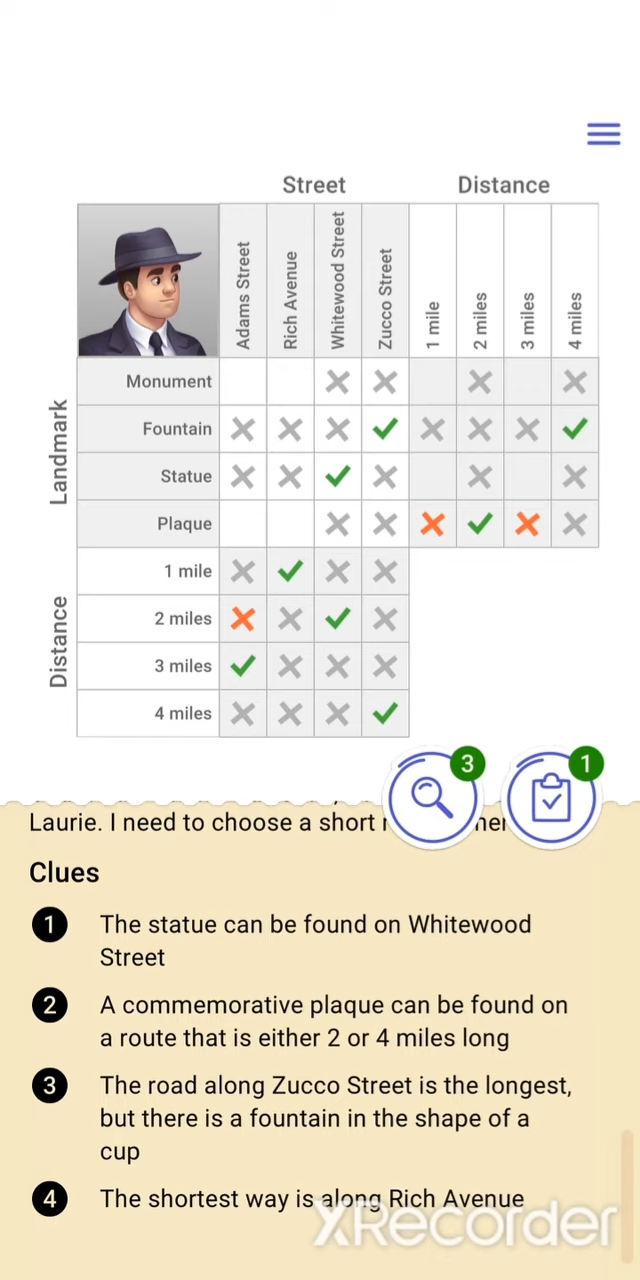 Street Distance
Adams Street
Rich Avenue
Whitewood Street
Zucco Street
1 mile
2 miles
3 miles
4 miles
Landmark
Monument
Fountain
Statue
Plaque
Distance
1 mile
2 miles
3 miles
4 miles
3 1
Laurie. I need to choose a short
Clues
1 The statue can be found on Whitewood
Street
2 A commemorative plaque can be found on
a route that is either 2 or 4 miles long
3 The road along Zucco Street is the longest,
but there is a fountain in the shape of a
cup
4 The shortest way is along Rich Avenue
XRecorder